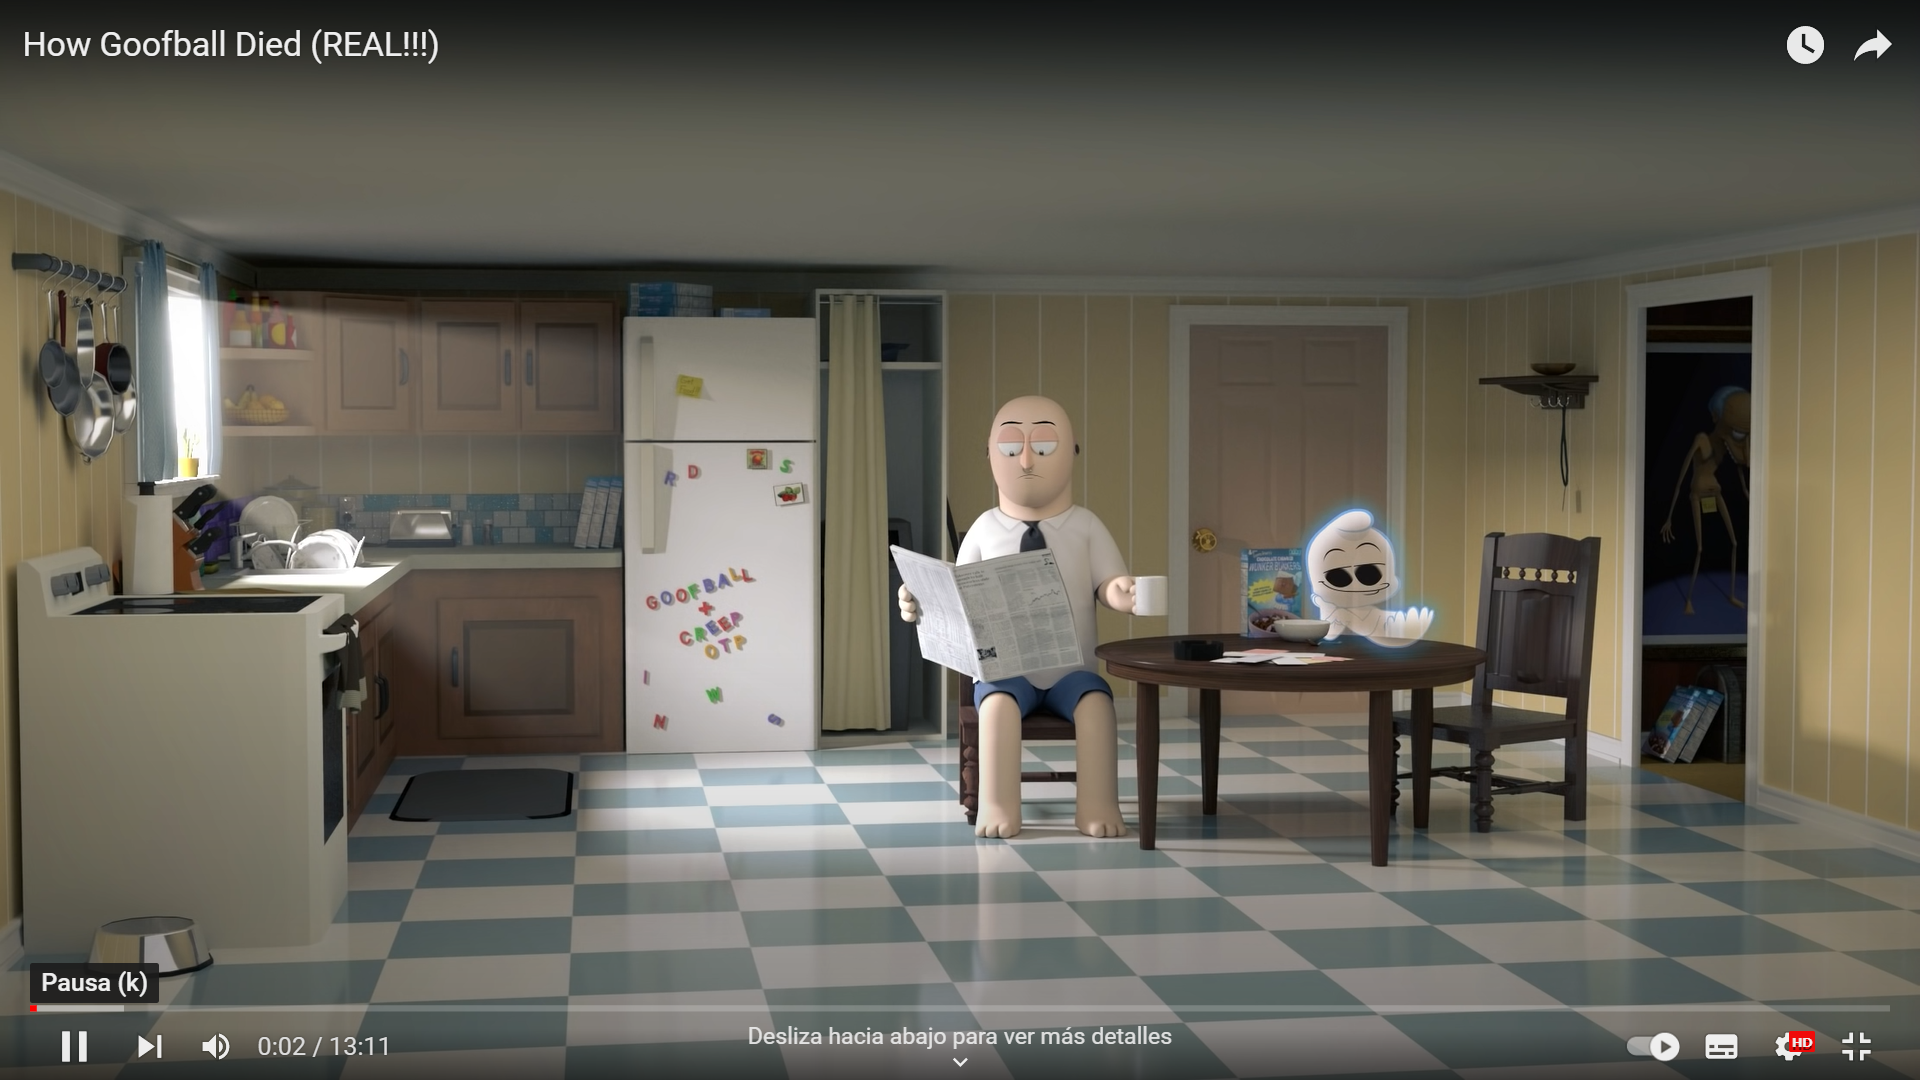 How Goofball Died (REAL!!!)
R D S
GOOFBALL
+
CREEP
OTP
I
W
N
S
Pausa (k)
0:02 / 13:11
Desliza hacia abajo para ver más detalles
HD